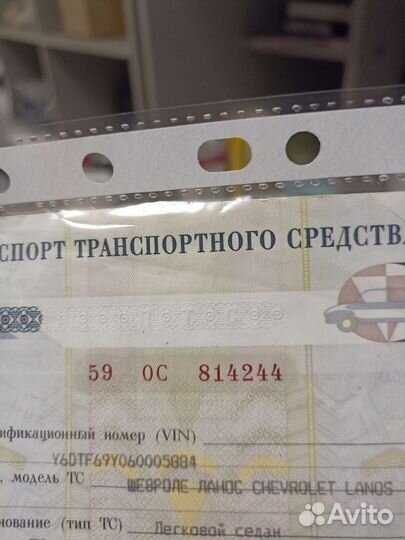 СПОРТ ТРАНСПОРТНОГО СРЕДСТВА
59 ОС 814244
ификационный номер (VIN)
Y6DTF69Y060005884
, модель ТС ШЕВРОЛЕ ЛАНОС CHEVROLET LANOS
нование (тип ТС) Легковой седан
Avito